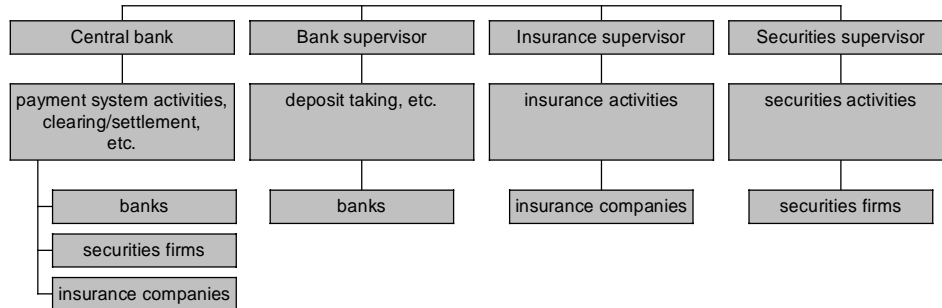 Central bank
Bank supervisor
Insurance supervisor
Securities supervisor
payment system activities,
clearing/settlement,
etc.
deposit taking, etc.
insurance activities
securities activities
banks
securities firms
insurance companies
banks
insurance companies
securities firms